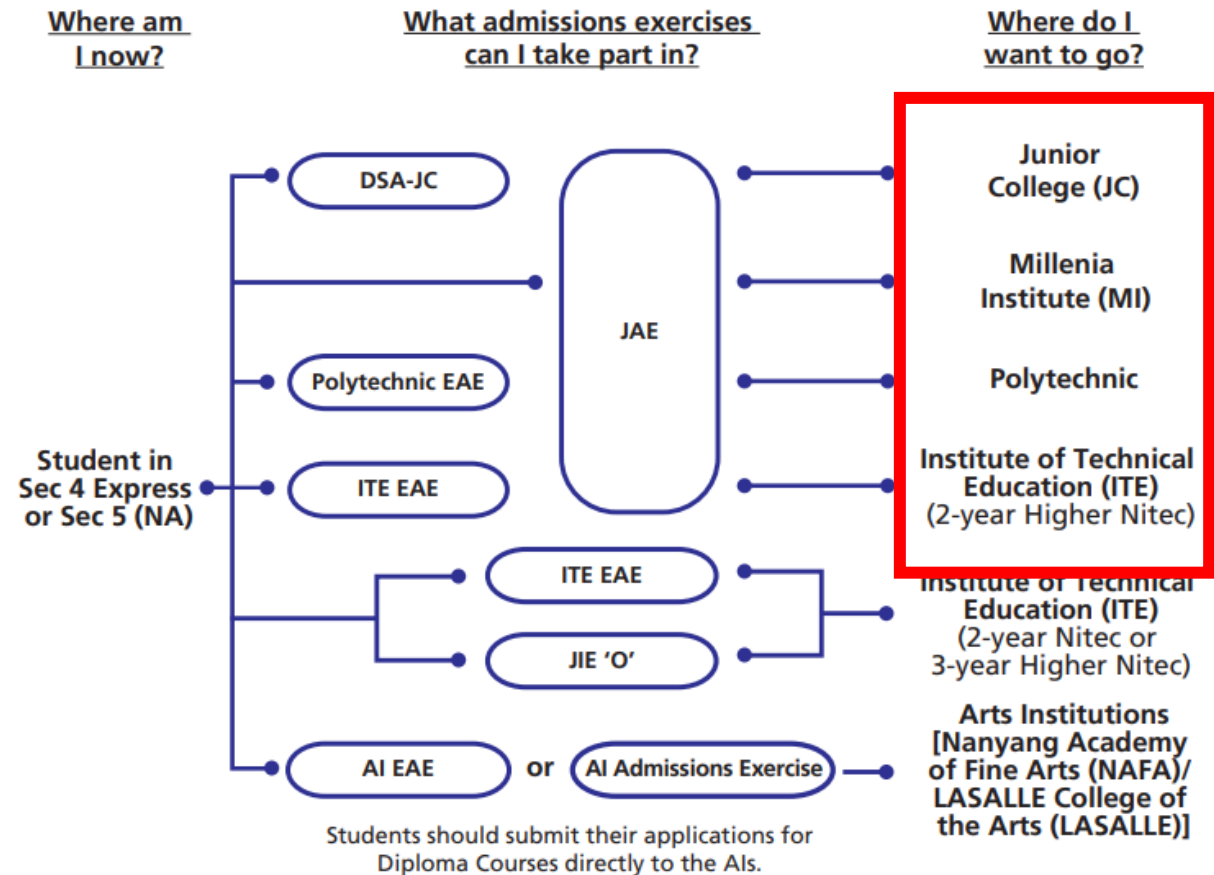 Where am
I now?
What admissions exercises
can I take part in?
Where do I
want to go?
DSA-JC
Junior
College (JC)
JAE
Millenia
Institute (MI)
Polytechnic EAE
Polytechnic
Student in
Sec 4 Express
or Sec 5 (NA)
ITE EAE
Institute of Technical
Education (ITE)
(2-year Higher Nitec)
ITE EAE
JIE ‘O’
Institute of Technical
Education (ITE)
(2-year Nitec or
3-year Higher Nitec)
AI EAE
or
AI Admissions Exercise
Arts Institutions
[Nanyang Academy
of Fine Arts (NAFA)/
LASALLE College of
the Arts (LASALLE)]
Students should submit their applications for
Diploma Courses directly to the AIs.